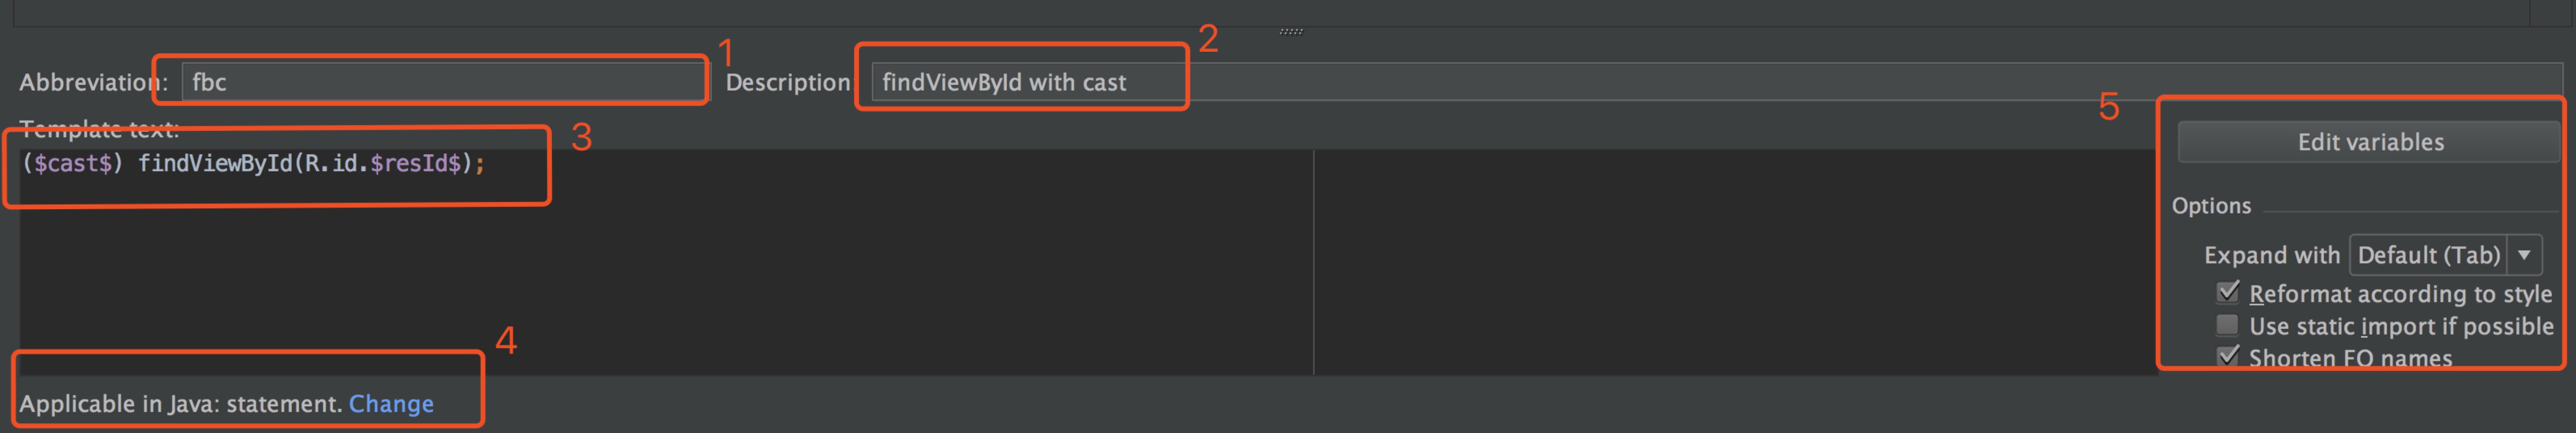 1
2
Abbreviation: fbc Description: findViewById with cast
5
Template text:
3
($cast$) findViewById(R.id.$resId$);
Edit variables
Options
Expand with Default (Tab)
Reformat according to style
Use static import if possible
4
Shorten FQ names
Applicable in Java: statement. Change